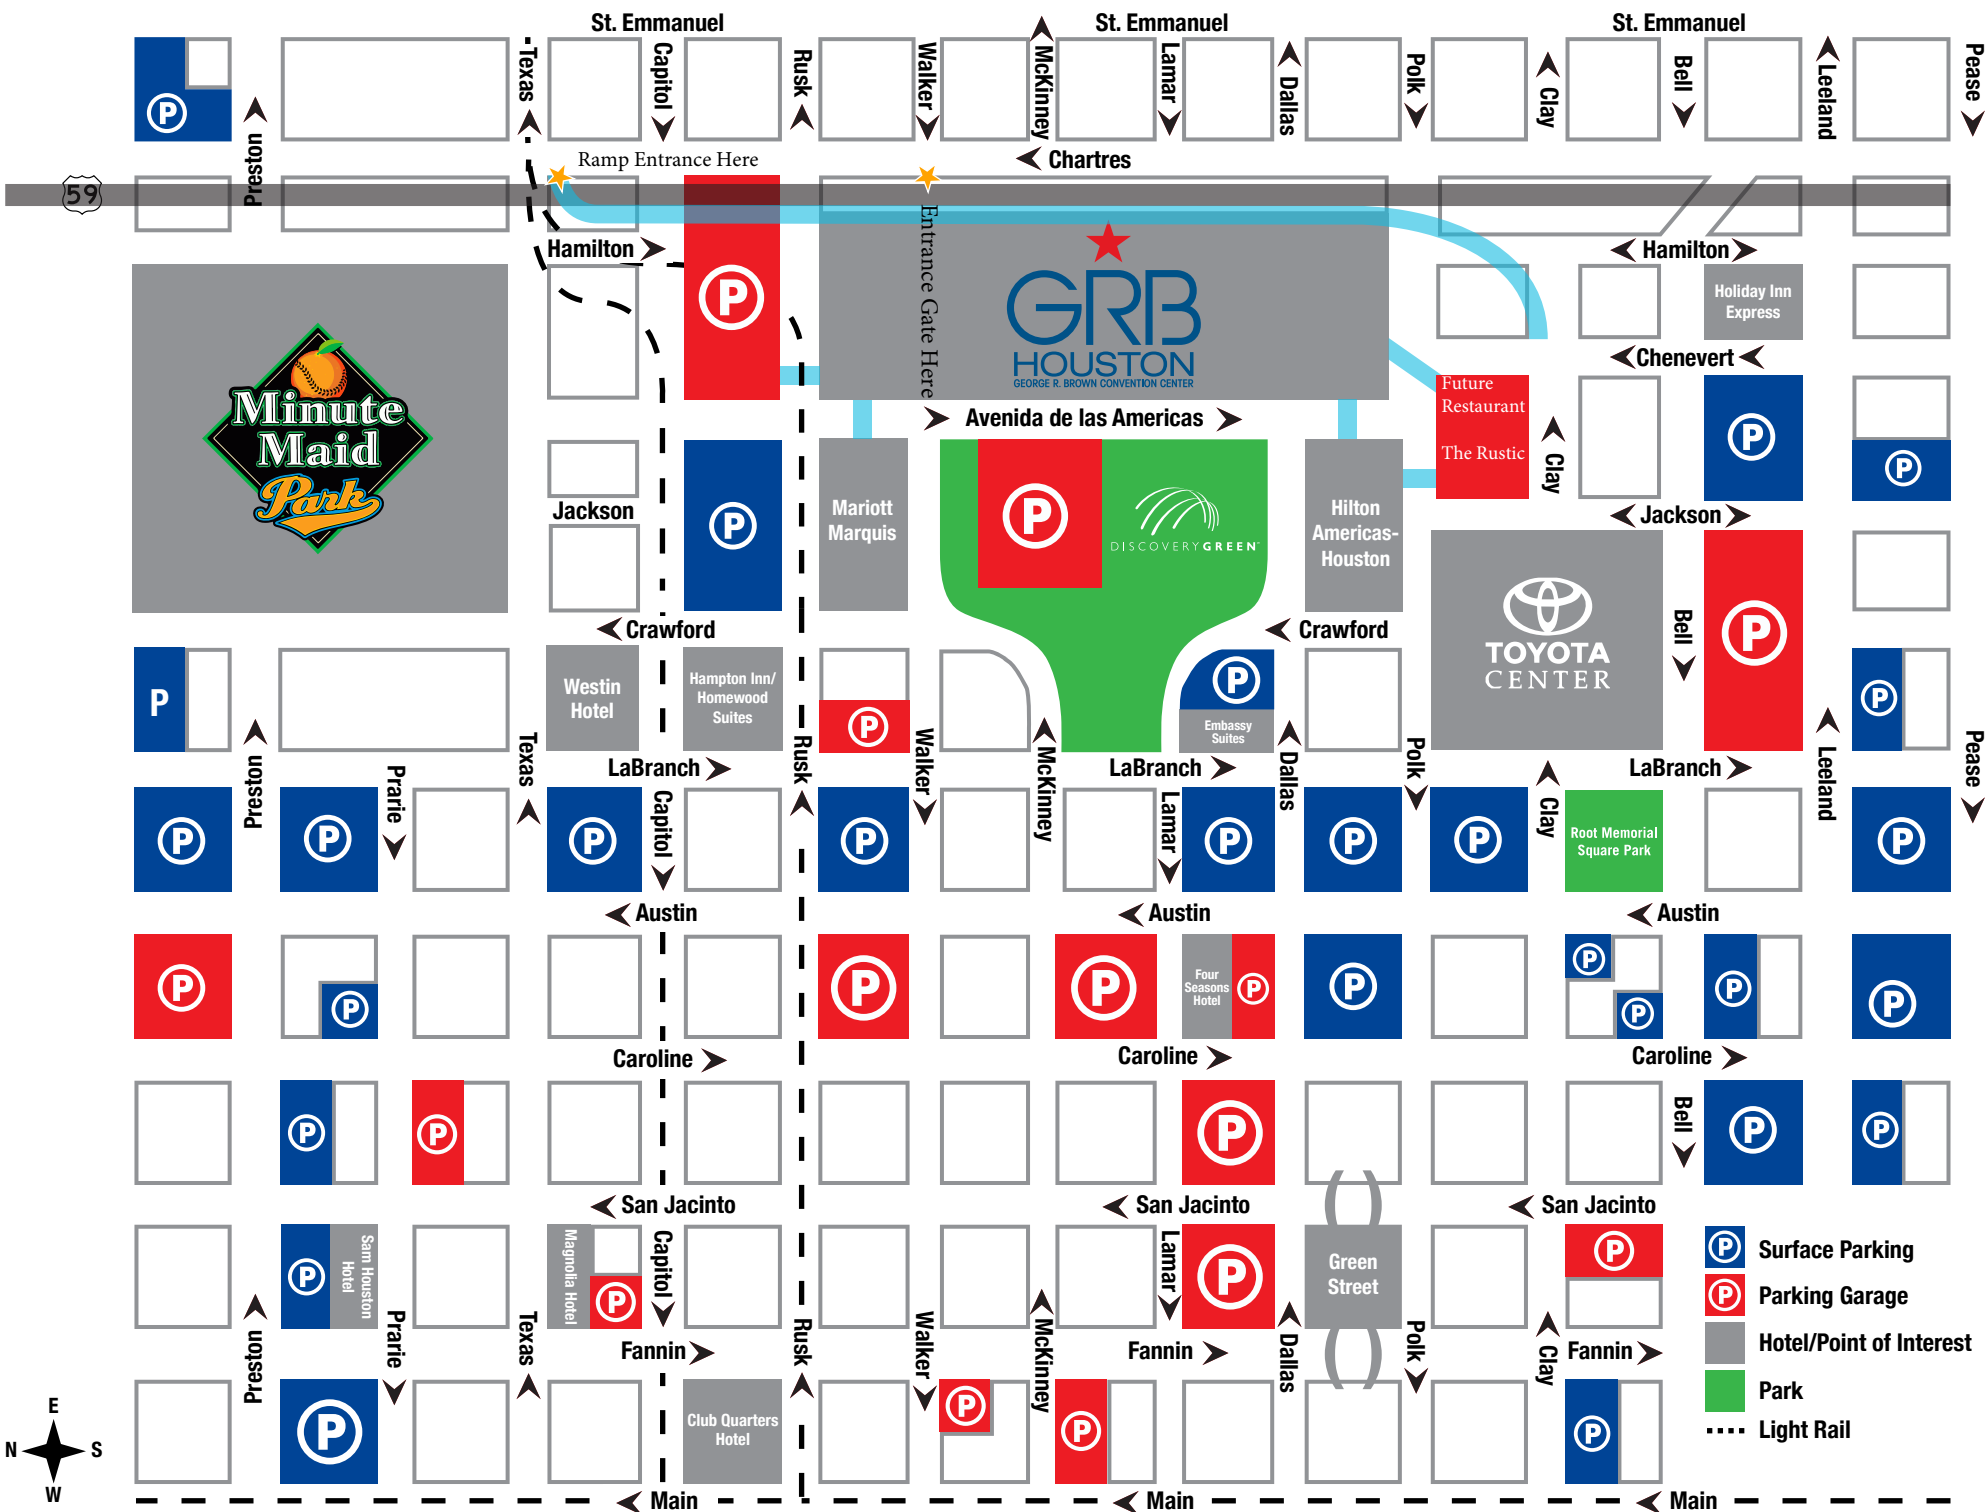 St. Emmanuel
St. Emmanuel
St. Emmanuel
Preston
Texas
Capitol
Rusk
Walker
McKinney
Lamar
Dallas
Polk
Clay
Bell
Leeland
Pease
P
Ramp Entrance Here
Chartres
59
Entrance Gate Here
Hamilton
Hamilton
P
GRB
HOUSTON
GEORGE R. BROWN CONVENTION CENTER
Holiday Inn
Express
Chenevert
Minute
Maid
Park
Future
Restaurant
The Rustic
Avenida de las Americas
Clay
P
P
Jackson
P
Mariott
Marquis
P
DISCOVERYGREEN
Hilton
Americas-
Houston
Jackson
TOYOTA
CENTER
Bell
P
Crawford
Crawford
P
Westin
Hotel
Hampton Inn/
Homewood
Suites
P
P
Embassy
Suites
P
Preston
Prarie
Texas
LaBranch
Capitol
Rusk
Walker
McKinney
LaBranch
Lamar
Dallas
Polk
Clay
LaBranch
Leeland
Pease
P
P
P
P
P
P
P
Root Memorial
Square Park
P
Austin
Austin
Austin
P
P
P
P
Four
Seasons
Hotel
P
P
P
P
P
P
Caroline
Caroline
Caroline
P
P
P
Bell
P
P
San Jacinto
San Jacinto
San Jacinto
P
Sam Houston
Hotel
Magnolia Hotel
P
Capitol
Lamar
P
Green
Street
P
P Surface Parking
P Parking Garage
Hotel/Point of Interest
Park
Light Rail
Preston
Prarie
Texas
Fannin
Rusk
Walker
McKinney
Fannin
Dallas
Polk
Clay
Fannin
P
Club Quarters
Hotel
P
P
P
E
N S
W
Main
Main
Main